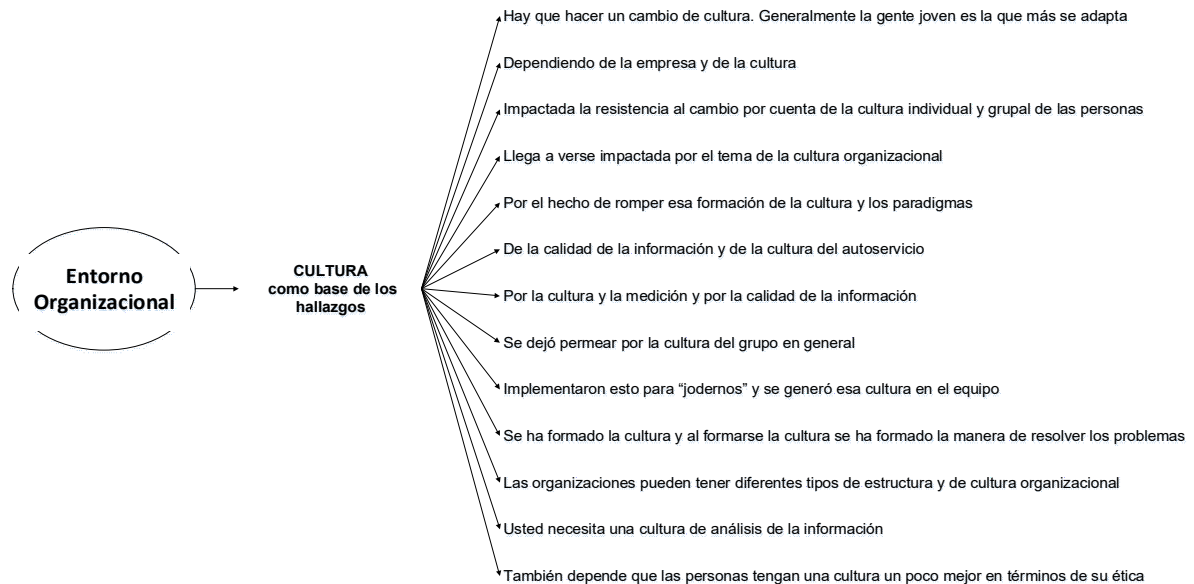 Hay que hacer un cambio de cultura. Generalmente la gente joven es la que más se adapta
Dependiendo de la empresa y de la cultura
Impactada la resistencia al cambio por cuenta de la cultura individual y grupal de las personas
Llega a verse impactada por el tema de la cultura organizacional
Por el hecho de romper esa formación de la cultura y los paradigmas
De la calidad de la información y de la cultura del autoservicio
Entorno
Organizacional
CULTURA
como base de los
hallazgos
Por la cultura y la medición y por la calidad de la información
Se dejó permear por la cultura del grupo en general
Implementaron esto para “jodernos” y se generó esa cultura en el equipo
Se ha formado la cultura y al formarse la cultura se ha formado la manera de resolver los problemas
Las organizaciones pueden tener diferentes tipos de estructura y de cultura organizacional
Usted necesita una cultura de análisis de la información
También depende que las personas tengan una cultura un poco mejor en términos de su ética